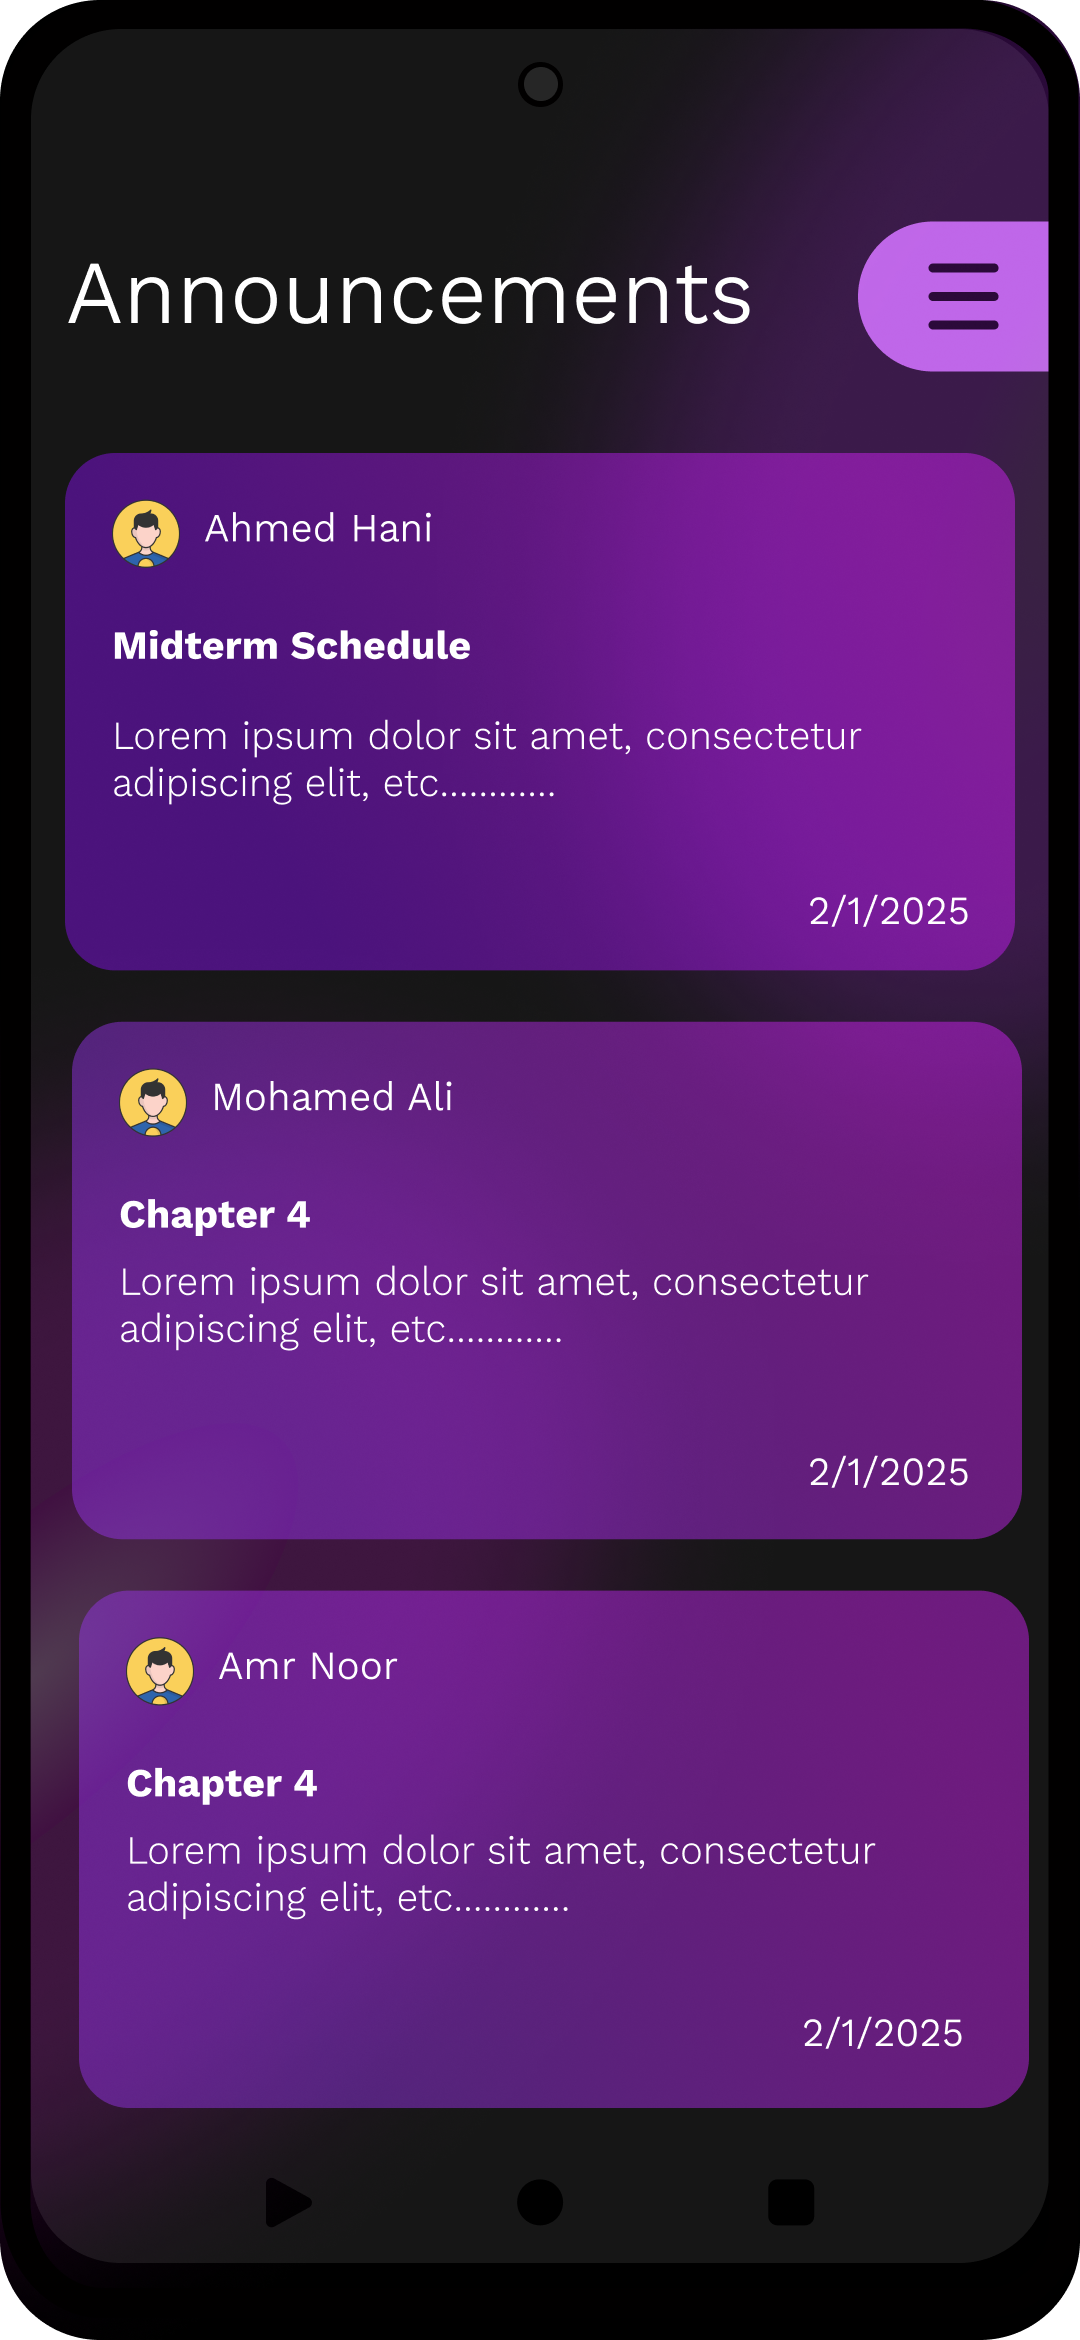 Announcements
Ahmed Hani
Midterm Schedule
Lorem ipsum dolor sit amet, consectetur
adipiscing elit, etc............
2/1/2025
Mohamed Ali
Chapter 4
Lorem ipsum dolor sit amet, consectetur
adipiscing elit, etc............
2/1/2025
Amr Noor
Chapter 4
Lorem ipsum dolor sit amet, consectetur
adipiscing elit, etc............
2/1/2025